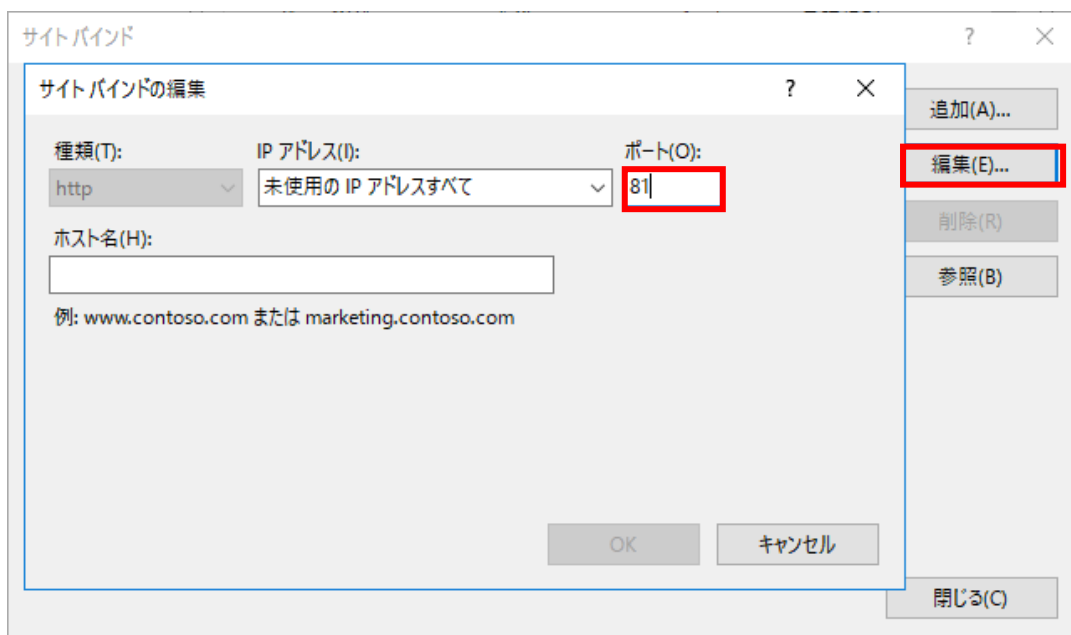 サイト バインド
?
サイト バインドの編集
?
種類(T):
IP アドレス(I):
ポート(O):
http
未使用の IP アドレスすべて
81
ホスト名(H):
例: www.contoso.com または marketing.contoso.com
OK
キャンセル
追加(A)...
編集(E)...
削除(R)
参照(B)
閉じる(C)